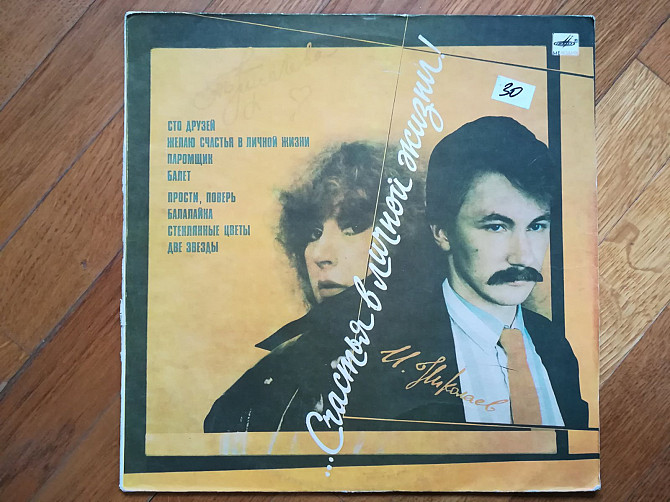 30
СТО ДРУЗЕЙ
ЖЕЛАЮ СЧАСТЬЯ В ЛИЧНОЙ ЖИЗНИ
ПАРОМЩИК
БАЛЕТ
ПРОСТИ, ПОВЕРЬ
БАЛАЛАЙКА
СТЕКЛЯННЫЕ ЦВЕТЫ
ДВЕ ЗВЕЗДЫ
...Счастья в личной жизни!
И. Николаев